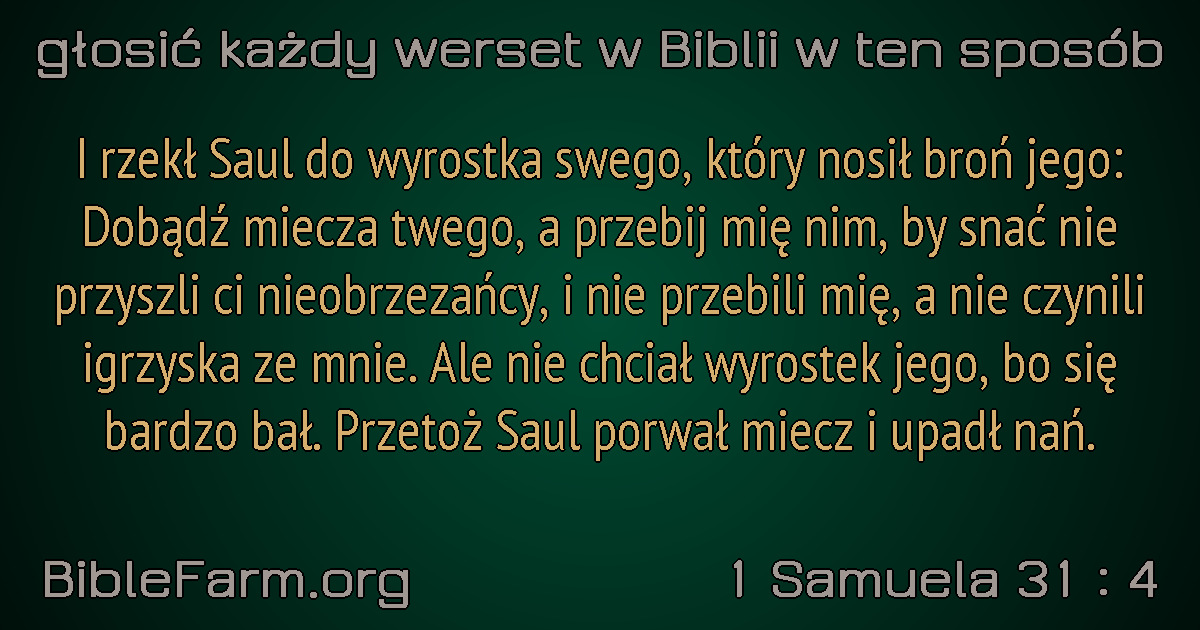 głosić każdy werset w Biblii w ten sposób
I rzekł Saul do wyrostka swego, który nosił broń jego:
Dobądź miecza twego, a przebij mię nim, by snać nie
przyszli ci nieobrzezańcy, i nie przebili mię, a nie czynili
igrzyska ze mnie. Ale nie chciał wyrostek jego, bo się
bardzo bał. Przetoż Saul porwał miecz i upadł nań.
BibleFarm.org
1 Samuela 31 : 4